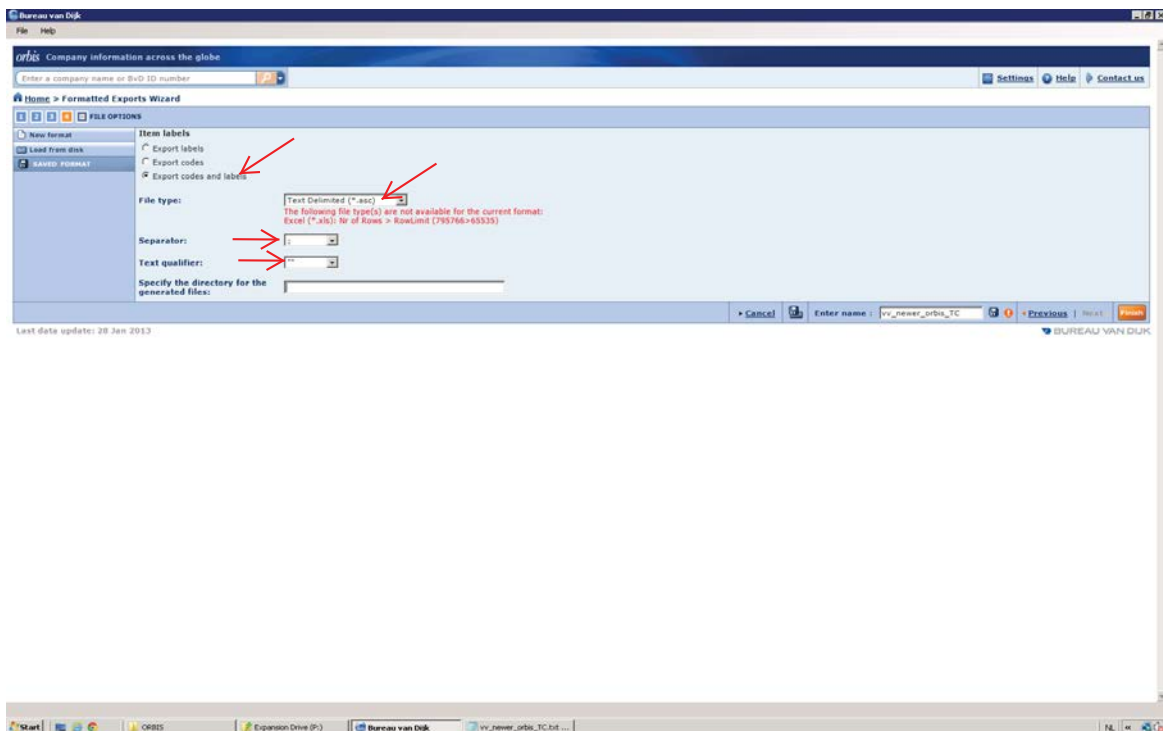 Bureau van Dijk
File Help
orbis Company information across the globe
Enter a company name or BvD ID number
Settings Help Contact us
Home > Formatted Exports Wizard
1 2 3 4 FILE OPTIONS
New format
Load from disk
SAVED FORMAT
Item labels
Export labels
Export codes
Export codes and labels
File type: Text Delimited (*.asc)
The following file type(s) are not available for the current format:
Excel (*.xls): Nr of Rows > RowLimit (795766>65535)
Separator: ;
Text qualifier: ""
Specify the directory for the
generated files:
Cancel Enter name : vv_newer_orbis_TC Previous | Next Finish
Last data update: 28 Jan 2013
BUREAU VAN DIJK
Start ORBIS Expansion Drive (P:) Bureau van Dijk vv_newer_orbis_TC.txt ... NL «